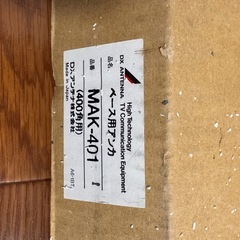 High Technology
DX ANTENNA TV Communication Equipment
品名
ベース用アンカ
品番
MAK-401
(400角用)
DXアンテナ株式会社
Made in Japan